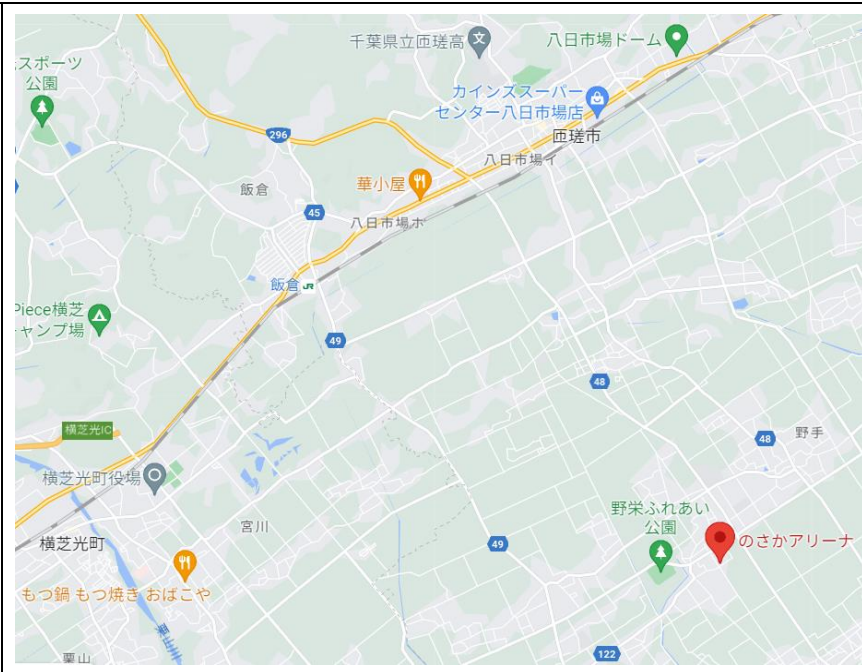 千葉県立匝瑳高
八日市場ドーム
スポーツ
公園
カインズスーパー
センター八日市場店
匝瑳市
296
八日市場イ
飯倉
華小屋
45
八日市場ホ
飯倉
JR
Piece横芝
ャンプ場
49
48
横芝光IC
48
野手
横芝光町役場
野栄ふれあい
公園
宮川
のさかアリーナ
横芝光町
49
もつ鍋 もつ焼き おばこや
栗山
122